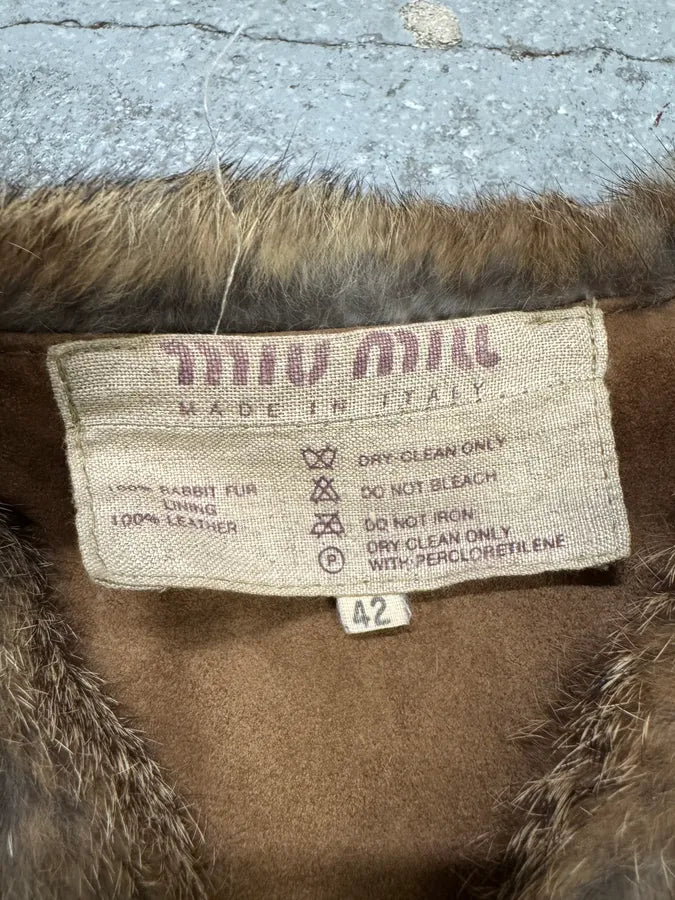 miu miu
MADE IN ITALY
100% RABBIT FUR
LINING
100% LEATHER
DRY CLEAN ONLY
DO NOT BLEACH
DO NOT IRON
P
DRY CLEAN ONLY
WITH PERCLORETILENE
42